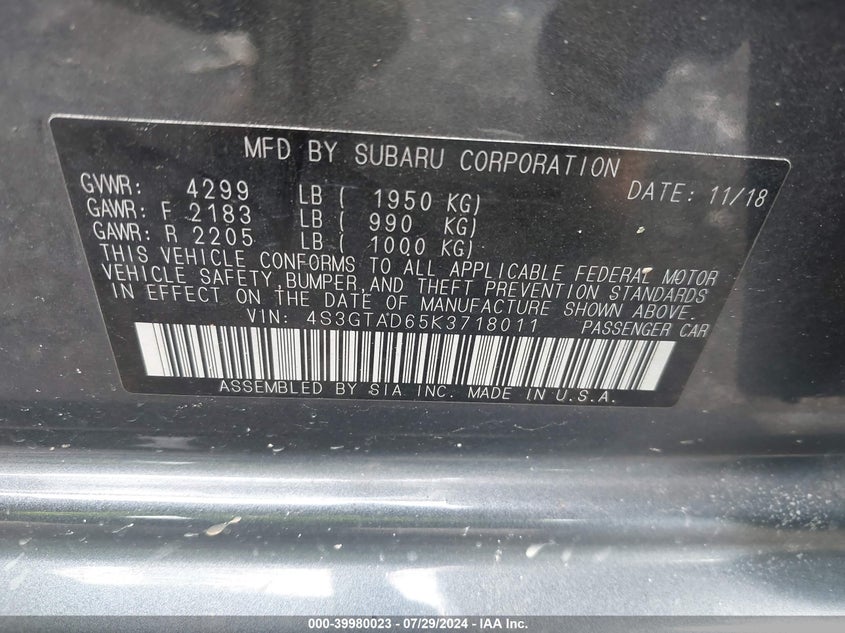 MFD BY SUBARU CORPORATION
GVWR: 4299 LB ( 1950 KG) DATE: 11/18
GAWR: F 2183 LB ( 990 KG)
GAWR: R 2205 LB ( 1000 KG)
THIS VEHICLE CONFORMS TO ALL APPLICABLE FEDERAL MOTOR
VEHICLE SAFETY,BUMPER,AND THEFT PREVENTION STANDARDS
IN EFFECT ON THE DATE OF MANUFACTURE SHOWN ABOVE.
VIN: 4S3GTAD65K3718011 PASSENGER CAR
ASSEMBLED BY SIA INC. MADE IN U.S.A.
000-39980023 - 07/29/2024 - IAA Inc.